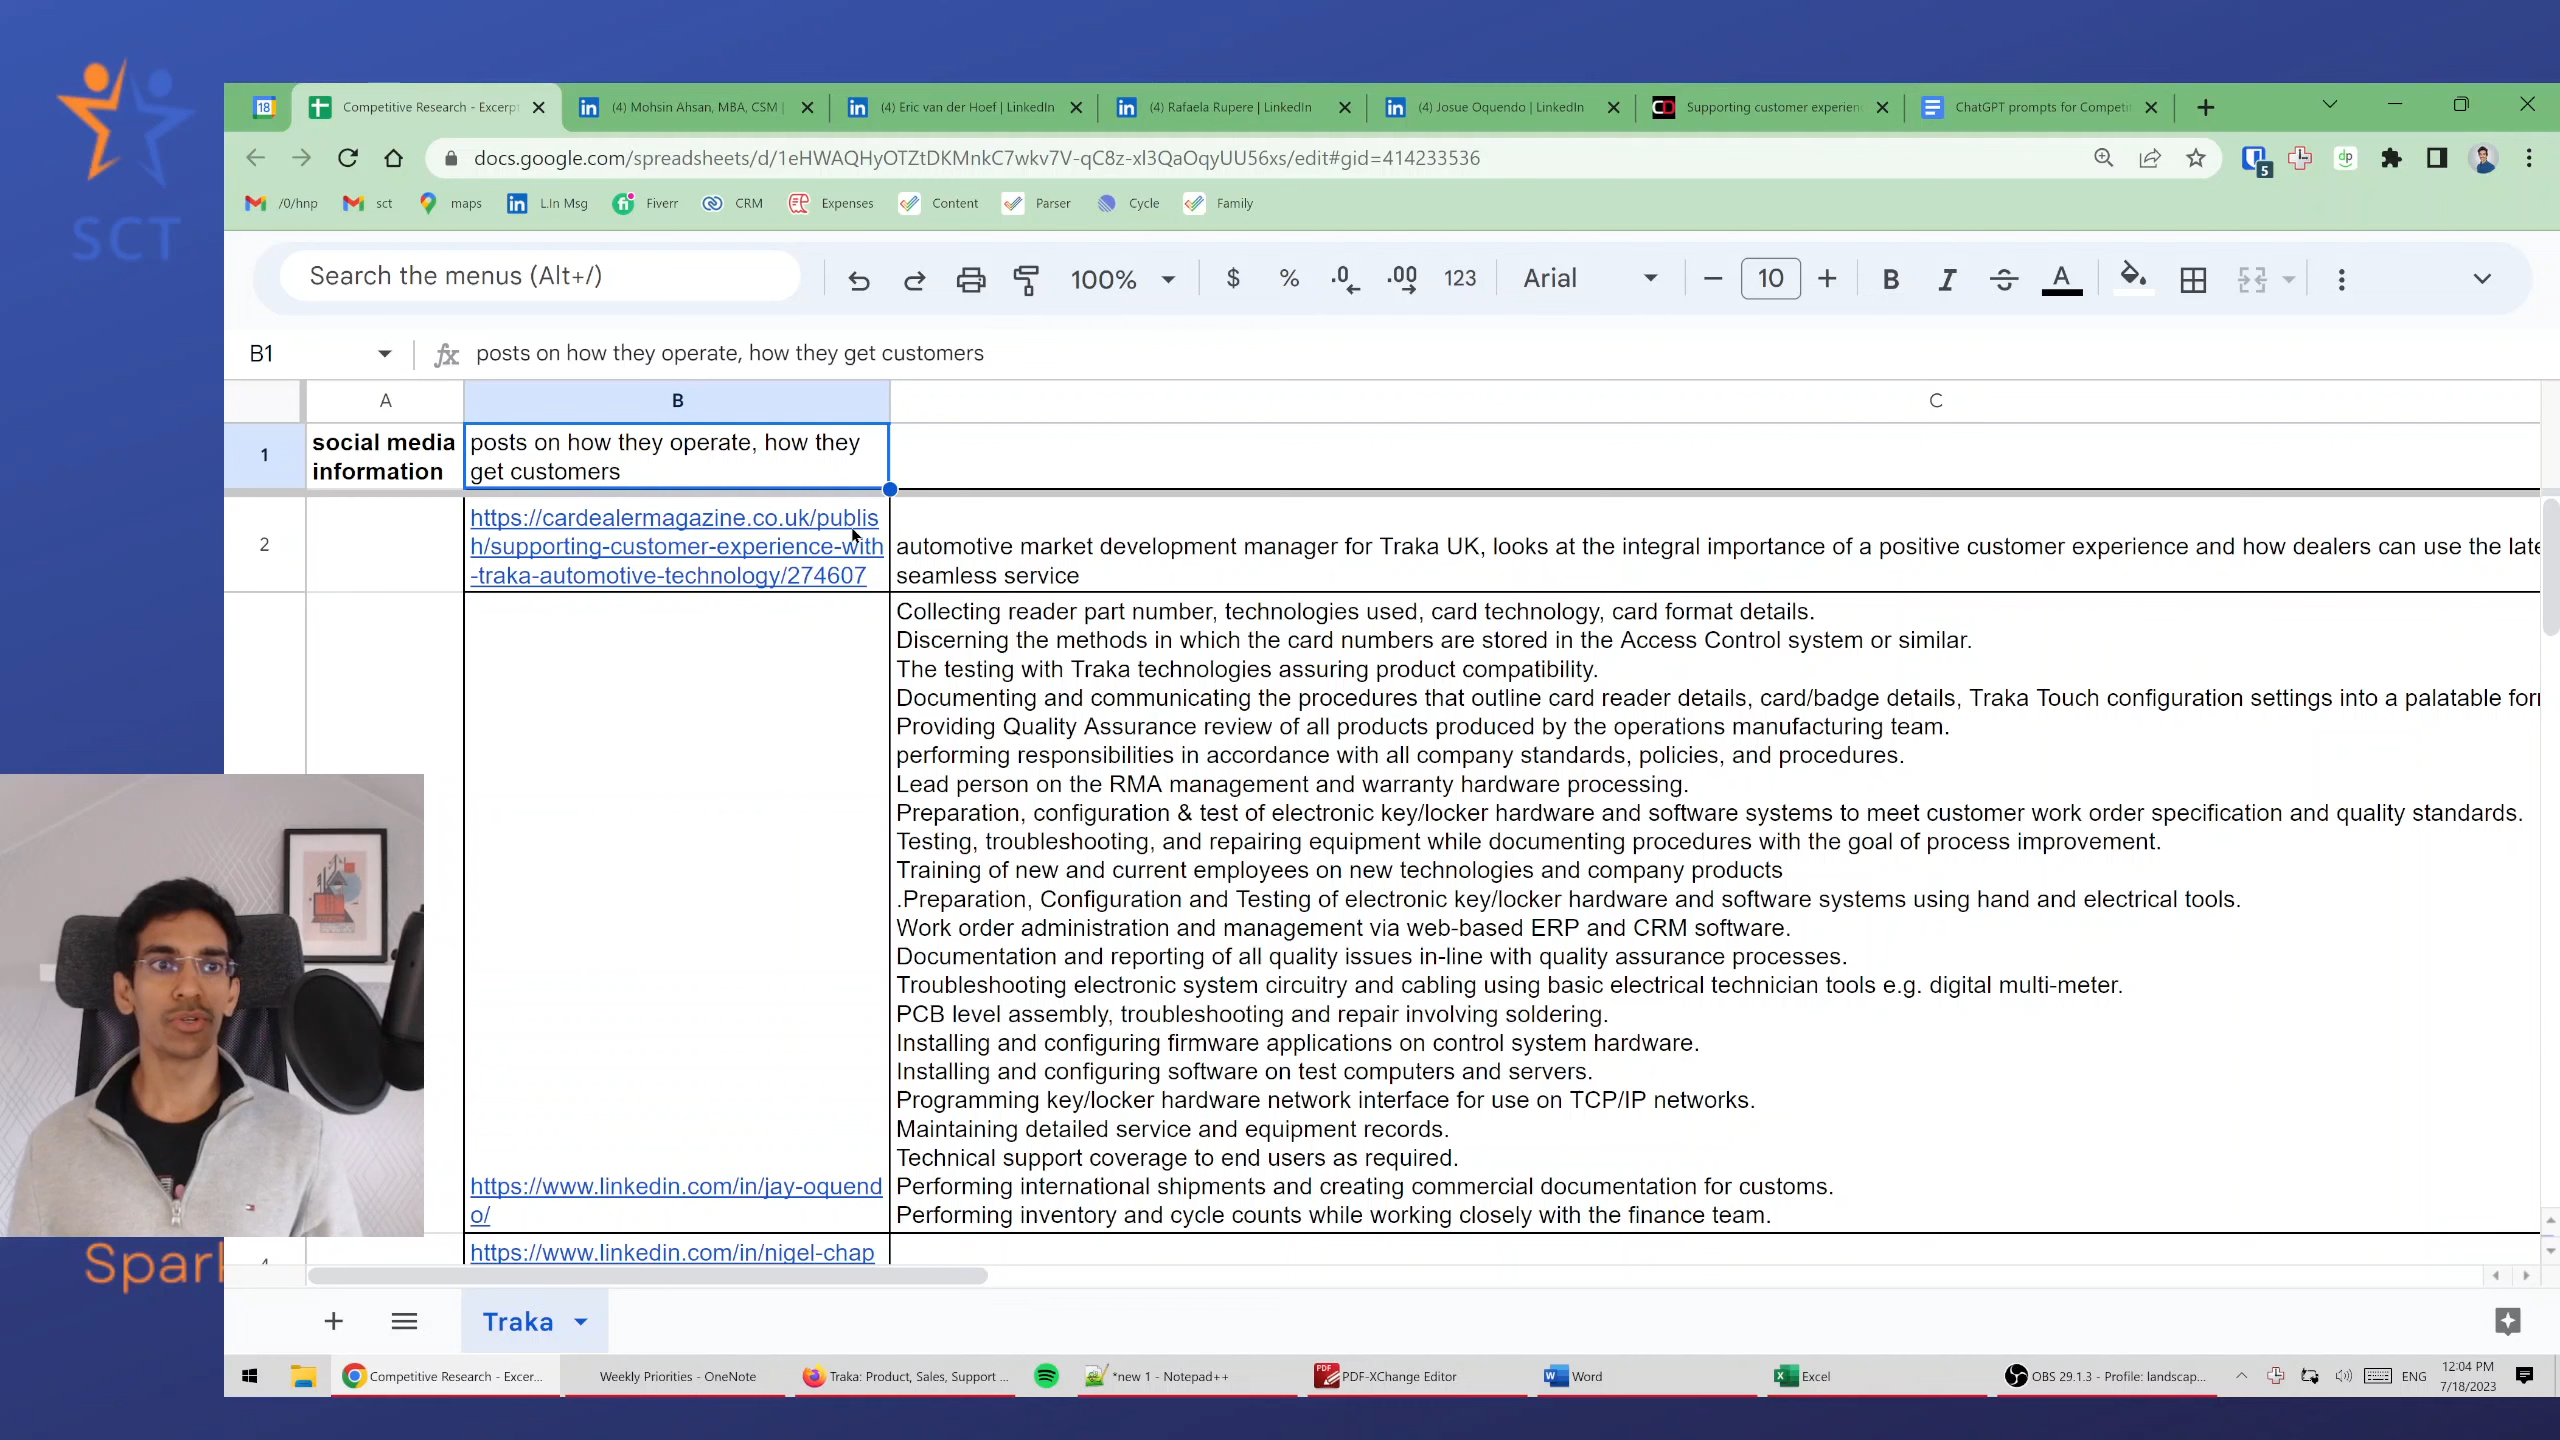 SCT
18
Competitive Research - Excerpt
(4) Mohsin Ahsan, MBA, CSM |
(4) Eric van der Hoef | LinkedIn
(4) Rafaela Rupere | LinkedIn
(4) Josue Oquendo | LinkedIn
Supporting customer experien
ChatGPT prompts for Competi
docs.google.com/spreadsheets/d/1eHWAQHyOTZtDKMnkC7wkv7V-qC8z-xl3QaOqyUU56xs/edit#gid=414233536
5
dp
/0/hnp
sct
maps
L.In Msg
Fiverr
CRM
Expenses
Content
Parser
Cycle
Family
Search the menus (Alt+/)
100%
$
%
.0
.00
123
Arial
10
B
I
A
B1
fx
posts on how they operate, how they get customers
A
B
C
1
social media
information
posts on how they operate, how they
get customers
2
https://cardealermagazine.co.uk/publis
h/supporting-customer-experience-with
-traka-automotive-technology/274607
automotive market development manager for Traka UK, looks at the integral importance of a positive customer experience and how dealers can use the late
seamless service
Collecting reader part number, technologies used, card technology, card format details.
Discerning the methods in which the card numbers are stored in the Access Control system or similar.
The testing with Traka technologies assuring product compatibility.
Documenting and communicating the procedures that outline card reader details, card/badge details, Traka Touch configuration settings into a palatable for
Providing Quality Assurance review of all products produced by the operations manufacturing team.
performing responsibilities in accordance with all company standards, policies, and procedures.
Lead person on the RMA management and warranty hardware processing.
Preparation, configuration & test of electronic key/locker hardware and software systems to meet customer work order specification and quality standards.
Testing, troubleshooting, and repairing equipment while documenting procedures with the goal of process improvement.
Training of new and current employees on new technologies and company products
.Preparation, Configuration and Testing of electronic key/locker hardware and software systems using hand and electrical tools.
Work order administration and management via web-based ERP and CRM software.
Documentation and reporting of all quality issues in-line with quality assurance processes.
Troubleshooting electronic system circuitry and cabling using basic electrical technician tools e.g. digital multi-meter.
PCB level assembly, troubleshooting and repair involving soldering.
Installing and configuring firmware applications on control system hardware.
Installing and configuring software on test computers and servers.
Programming key/locker hardware network interface for use on TCP/IP networks.
Maintaining detailed service and equipment records.
Technical support coverage to end users as required.
Performing international shipments and creating commercial documentation for customs.
Performing inventory and cycle counts while working closely with the finance team.
https://www.linkedin.com/in/jay-oquend
o/
4
https://www.linkedin.com/in/nigel-chap
Spark
Traka
Competitive Research - Excer...
Weekly Priorities - OneNote
Traka: Product, Sales, Support ...
*new 1 - Notepad++
PDF-XChange Editor
Word
Excel
OBS 29.1.3 - Profile: landscap...
ENG
12:04 PM
7/18/2023